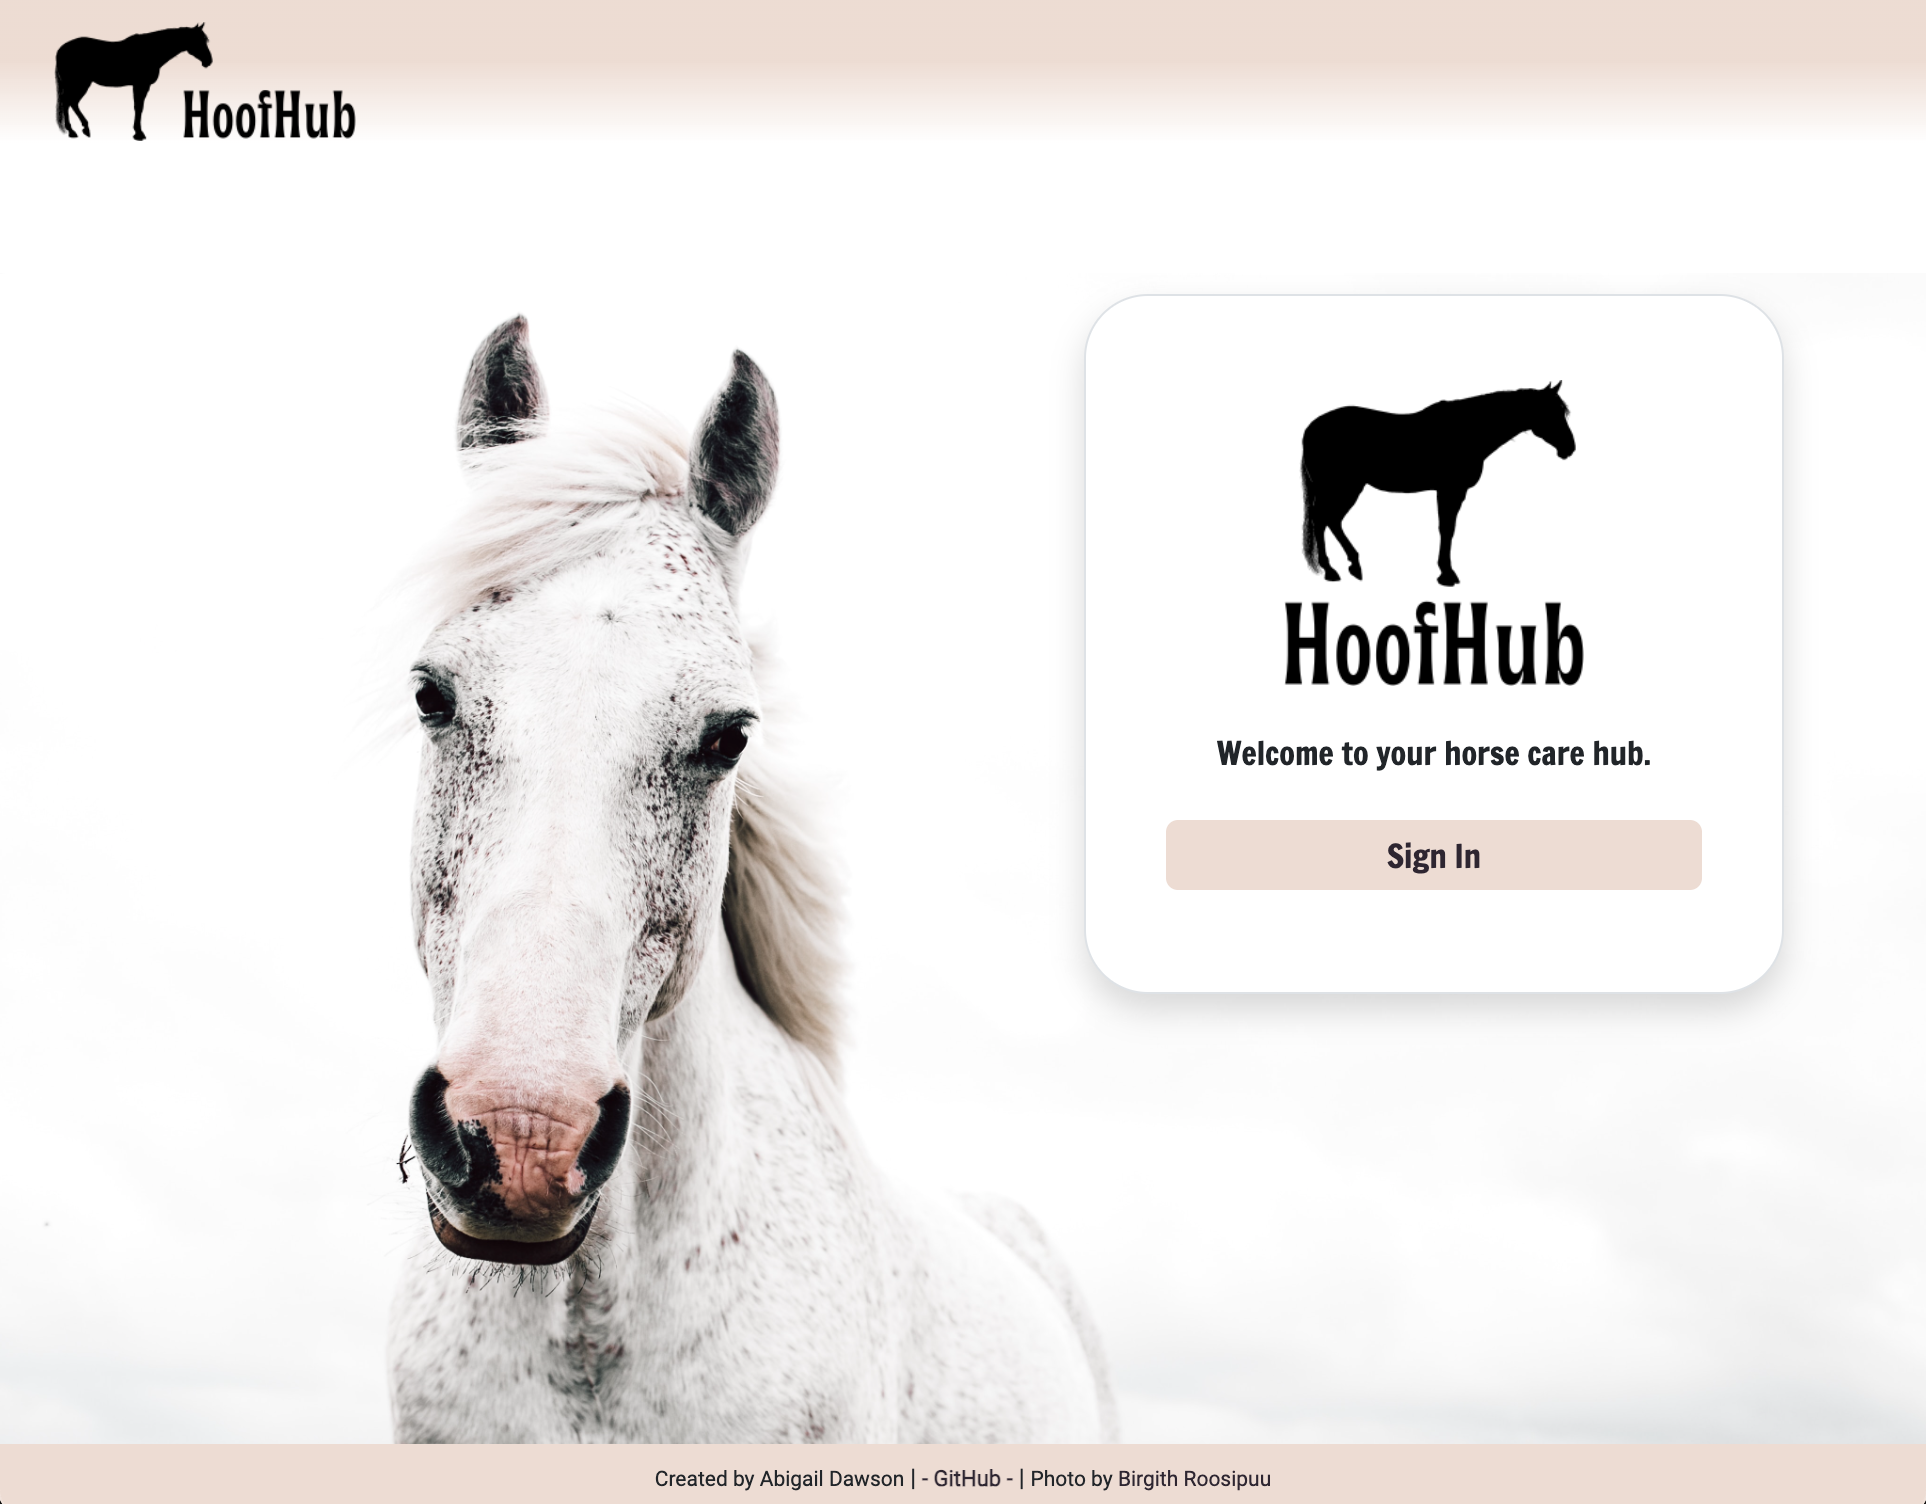 HoofHub
HoofHub
Welcome to your horse care hub.
Sign In
Created by Abigail Dawson | - GitHub - | Photo by Birgith Roosipuu